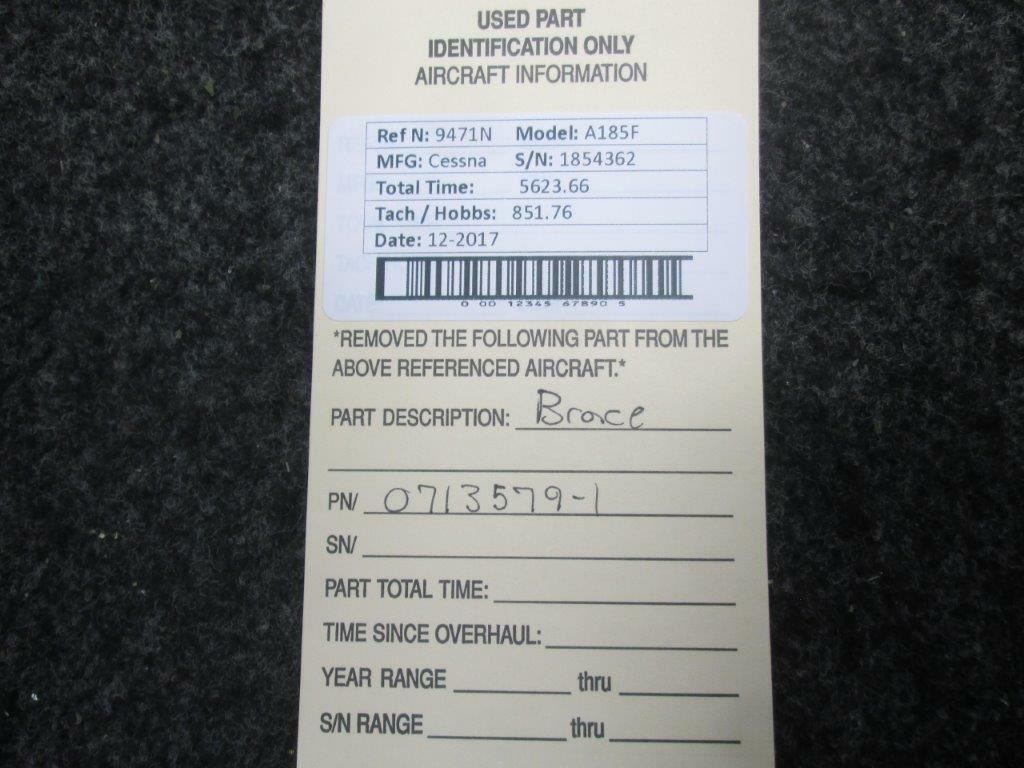 USED PART
IDENTIFICATION ONLY
AIRCRAFT INFORMATION
Ref N: 9471N Model: A185F
MFG: Cessna S/N: 1854362
Total Time: 5623.66
Tach / Hobbs: 851.76
Date: 12-2017
0 00 12345 67890 5
*REMOVED THE FOLLOWING PART FROM THE
ABOVE REFERENCED AIRCRAFT.*
PART DESCRIPTION: Brace
PN/ 0713579-1
SN/
PART TOTAL TIME:
TIME SINCE OVERHAUL:
YEAR RANGE thru
S/N RANGE thru